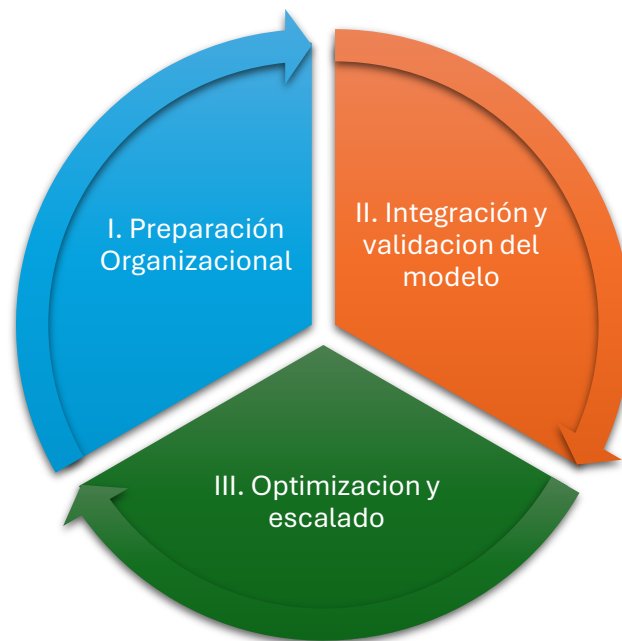 I. Preparación
Organizacional
II. Integración y
validacion del
modelo
III. Optimizacion y
escalado